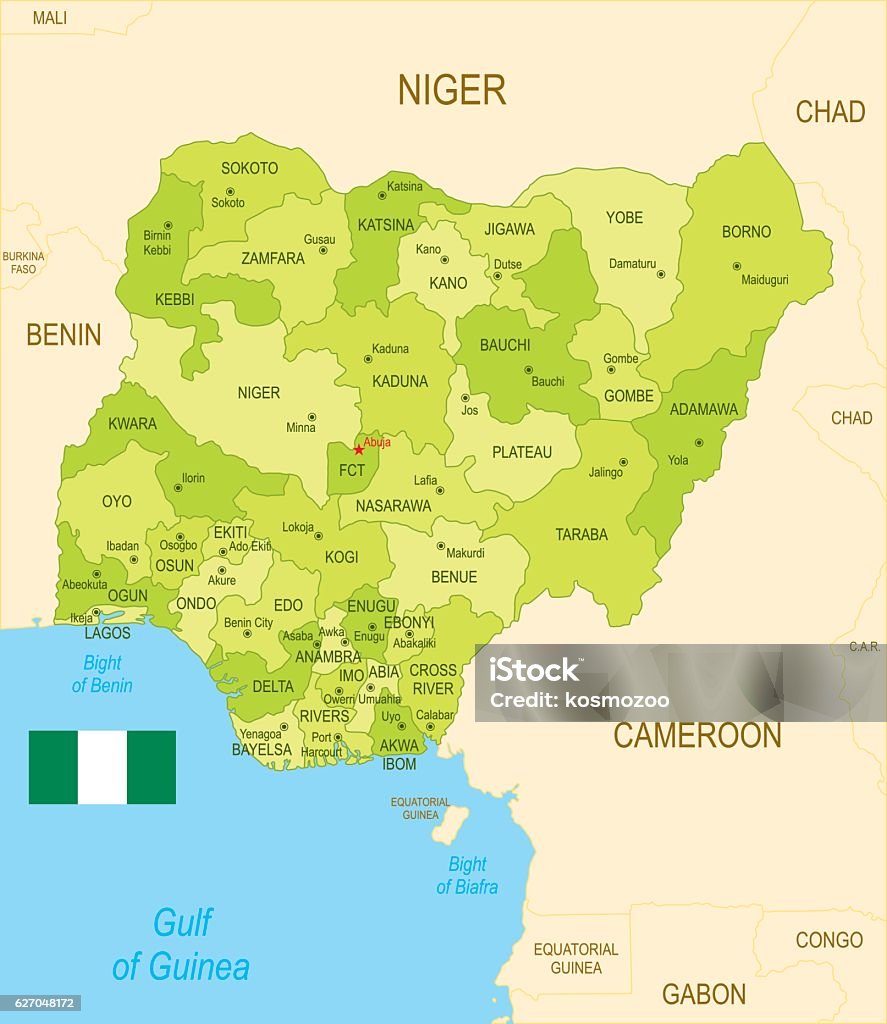 MALI
NIGER
CHAD
SOKOTO
Sokoto
Katsina
KATSINA
Birnin
Kebbi
KEBBI
Gusau
ZAMFARA
Kano
KANO
JIGAWA
Dutse
YOBE
Damaturu
BORNO
Maiduguri
BURKINA
FASO
BENIN
Kaduna
KADUNA
BAUCHI
Bauchi
Gombe
GOMBE
NIGER
Minna
Jos
PLATEAU
ADAMAWA
Yola
CHAD
KWARA
Ilorin
Abuja
FCT
Lafia
NASARAWA
Jalingo
TARABA
OYO
Ibadan
Osogbo
OSUN
EKITI
Ado Ekiti
Akure
ONDO
Lokoja
KOGI
Makurdi
BENUE
Abeokuta
OGUN
Ikeja
LAGOS
EDO
Benin City
ENUGU
Enugu
EBONYI
Abakaliki
Asaba
Awka
ANAMBRA
IMO
ABIA
Owerri
Umuahia
CROSS
RIVER
Calabar
DELTA
RIVERS
Port
Harcourt
Yenagoa
BAYELSA
Uyo
AKWA
IBOM
Bight
of Benin
iStock™
Credit: kosmozoo
C.A.R.
CAMEROON
EQUATORIAL
GUINEA
Bight
of Biafra
Gulf
of Guinea
EQUATORIAL
GUINEA
CONGO
GABON
627048172